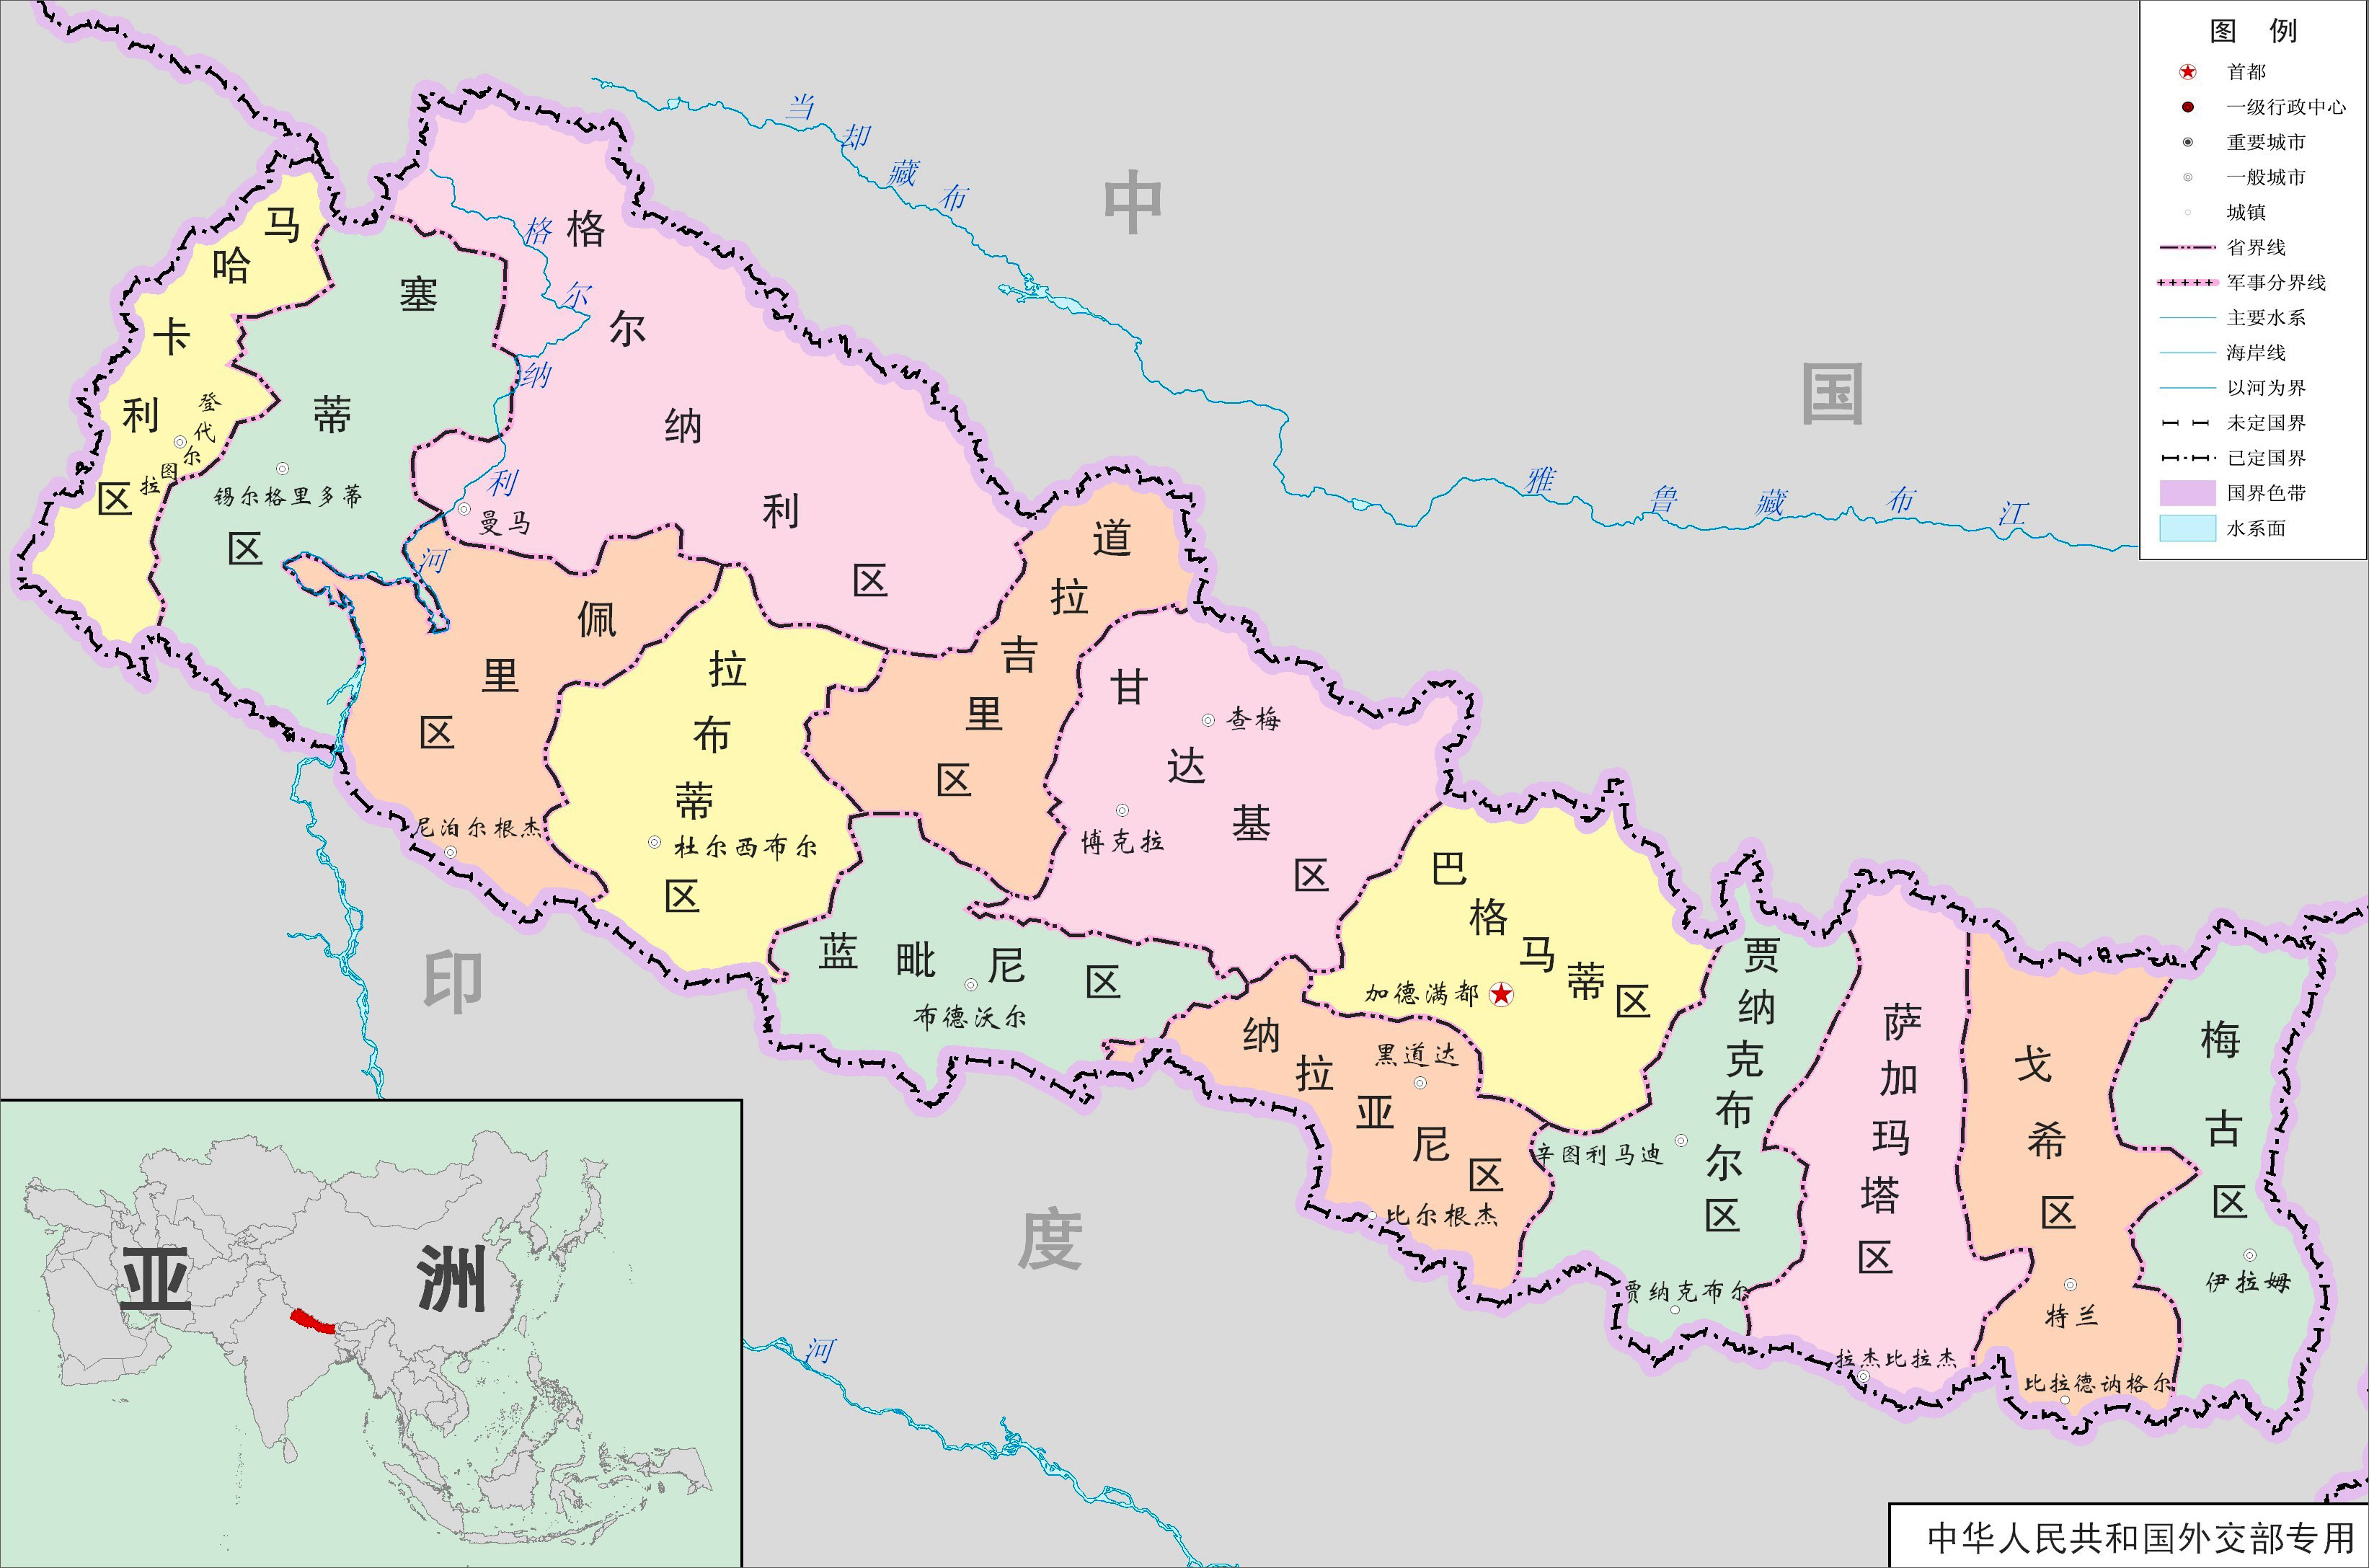 图例
首都
一级行政中心
重要城市
一般城市
城镇
省界线
军事分界线
主要水系
海岸线
以河为界
未定国界
已定国界
国界色带
水系面
中国
印度
当却藏布
雅鲁藏布江
格尔纳利河
马哈卡利区
登代尔图拉
塞蒂区
锡尔格里多蒂
格尔纳利区
曼马
佩里区
尼泊尔根杰
拉布蒂区
杜尔西布尔
道拉吉里区
甘达基区
查梅
博克拉
蓝毗尼区
布德沃尔
巴格马蒂区
加德满都
纳拉亚尼区
黑道达
比尔根杰
贾纳克布尔区
辛图利马迪
贾纳克布尔
萨加玛塔区
拉杰比拉杰
戈希区
特兰
比拉德讷格尔
梅古区
伊拉姆
河
亚洲
中华人民共和国外交部专用